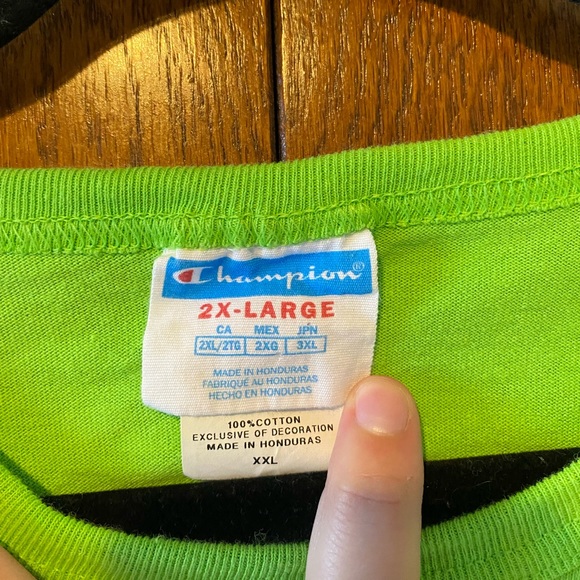 Champion®
2X-LARGE
CA MEX JPN
2XL/2TG 2XG 3XL
MADE IN HONDURAS
FABRIQUÉ AU HONDURAS
HECHO EN HONDURAS
100%COTTON
EXCLUSIVE OF DECORATION
MADE IN HONDURAS
XXL